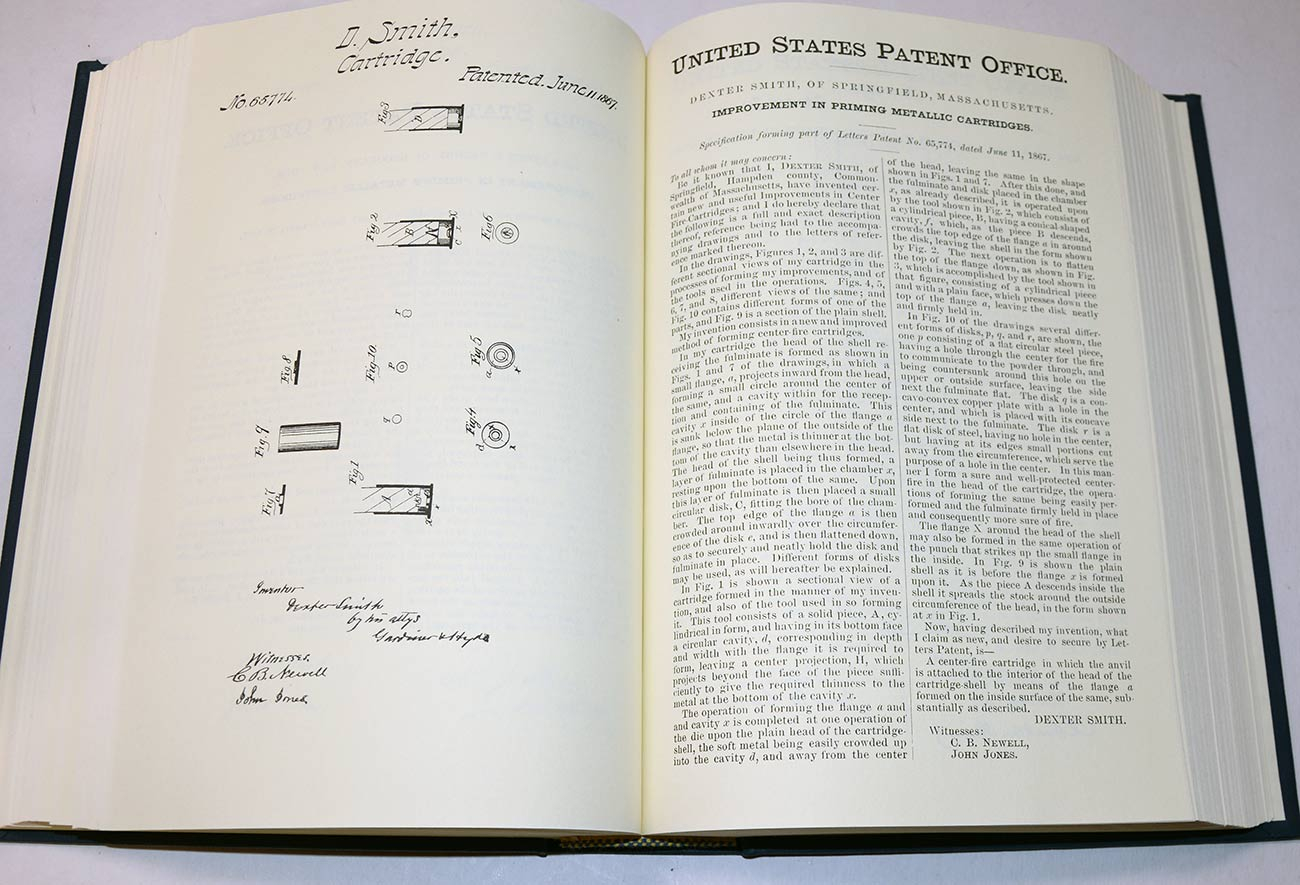 D. Smith,
Cartridge.
No. 65774.
Patented. June. 11. 1867.
Fig 3
D
Fig 2
B
x
c
Fig 6
r
Fig. 8
Fig. 10.
p
Fig 5
a
x
q
Fig. 9
Fig. 4
d
x
Fig. 7
Fig 1
A
a
x
Inventor
Dexter Smith
by his attys
Gardiner & Hyde
Witnesses.
C. B. Newell
John Jones
UNITED STATES PATENT OFFICE.
DEXTER SMITH, OF SPRINGFIELD, MASSACHUSETTS.
IMPROVEMENT IN PRIMING METALLIC CARTRIDGES.
Specification forming part of Letters Patent No. 65,774, dated June 11, 1867.
To all whom it may concern:
Be it known that I, DEXTER SMITH, of
Springfield, Hampden county, Common-
wealth of Massachusetts, have invented cer-
tain new and useful Improvements in Center
Fire-Cartridges; and I do hereby declare that
the following is a full and exact description
thereof, reference being had to the accompa-
nying drawings and to the letters of refer-
ence marked thereon.
In the drawings, Figures 1, 2, and 3 are dif-
ferent sectional views of my cartridge in the
processes of forming my improvements, and of
the tools used in the operations. Figs. 4, 5,
6, 7, and 8, different views of the same; and
Fig. 10 contains different forms of one of the
parts, and Fig. 9 is a section of the plain shell.
My invention consists in a new and improved
method of forming center-fire cartridges.
In my cartridge the head of the shell re-
ceiving the fulminate is formed as shown in
Figs. 1 and 7 of the drawings, in which a
small flange, a, projects inward from the head,
forming a small circle around the center of
the same, and a cavity within for the recep-
tion and containing of the fulminate. This
cavity x inside of the circle of the flange a
is sunk below the plane of the outside of the
flange, so that the metal is thinner at the bot-
tom of the cavity than elsewhere in the head.
The head of the shell being thus formed, a
layer of fulminate is placed in the chamber x,
resting upon the bottom of the same. Upon
this layer of fulminate is then placed a small
circular disk, C, fitting the bore of the cham-
ber. The top edge of the flange a is then
crowded around inwardly over the circumfer-
ence of the disk c, and is then flattened down,
so as to securely and neatly hold the disk and
fulminate in place. Different forms of disks
may be used, as will hereafter be explained.
In Fig. 1 is shown a sectional view of a
cartridge formed in the manner of my inven-
tion, and also of the tool used in so forming
it. This tool consists of a solid piece, A, cy-
lindrical in form, and having in its bottom face
a circular cavity, d, corresponding in depth
and width with the flange it is required to
form, leaving a center projection, H, which
projects beyond the face of the piece suffi-
ciently to give the required thinness to the
metal at the bottom of the cavity x.
The operation of forming the flange a and
and cavity x is completed at one operation of
the die upon the plain head of the cartridge-
shell, the soft metal being easily crowded up
into the cavity d, and away from the center
of the head, leaving the same in the shape
shown in Figs. 1 and 7. After this done, and
the fulminate and disk placed in the chamber
x, as already described, it is operated upon
by the tool shown in Fig. 2, which consists of
a cylindrical piece, B, having a conical-shaped
cavity, f, which, as the piece B descends,
crowds the top edge of the flange a in around
the disk, leaving the shell in the form shown
by Fig. 2. The next operation is to flatten
the top of the flange down, as shown in Fig.
3, which is accomplished by the tool shown in
that figure, consisting of a cylindrical piece
and with a plain face, which presses down the
top of the flange a, leaving the disk neatly
and firmly held in.
In Fig. 10 of the drawings several differ-
ent forms of disks, p, q, and r, are shown, the
one p consisting of a flat circular steel piece,
having a hole through the center for the fire
to communicate to the powder through, and
being countersunk around this hole on the
upper or outside surface, leaving the side
next the fulminate flat. The disk q is a con-
cavo-convex copper plate with a hole in the
center, and which is placed with its concave
side next to the fulminate. The disk r is a
flat disk of steel, having no hole in the center,
but having at its edges small portions cut
away from the circumference, which serve the
purpose of a hole in the center. In this man-
ner I form a sure and well-protected center-
fire in the head of the cartridge, the opera-
tions of forming the same being easily per-
formed and the fulminate firmly held in place
and consequently more sure of fire.
The flange X around the head of the shell
may also be formed in the same operation of
the punch that strikes up the small flange in
the inside. In Fig. 9 is shown the plain
shell as it is before the flange x is formed
upon it. As the piece A descends inside the
shell it spreads the stock around the outside
circumference of the head, in the form shown
at x in Fig. 1.
Now, having described my invention, what
I claim as new, and desire to secure by Let-
ters Patent, is—
A center-fire cartridge in which the anvil
is attached to the interior of the head of the
cartridge-shell by means of the flange a
formed on the inside surface of the same, sub-
stantially as described.
DEXTER SMITH.
Witnesses:
C. B. NEWELL,
JOHN JONES.